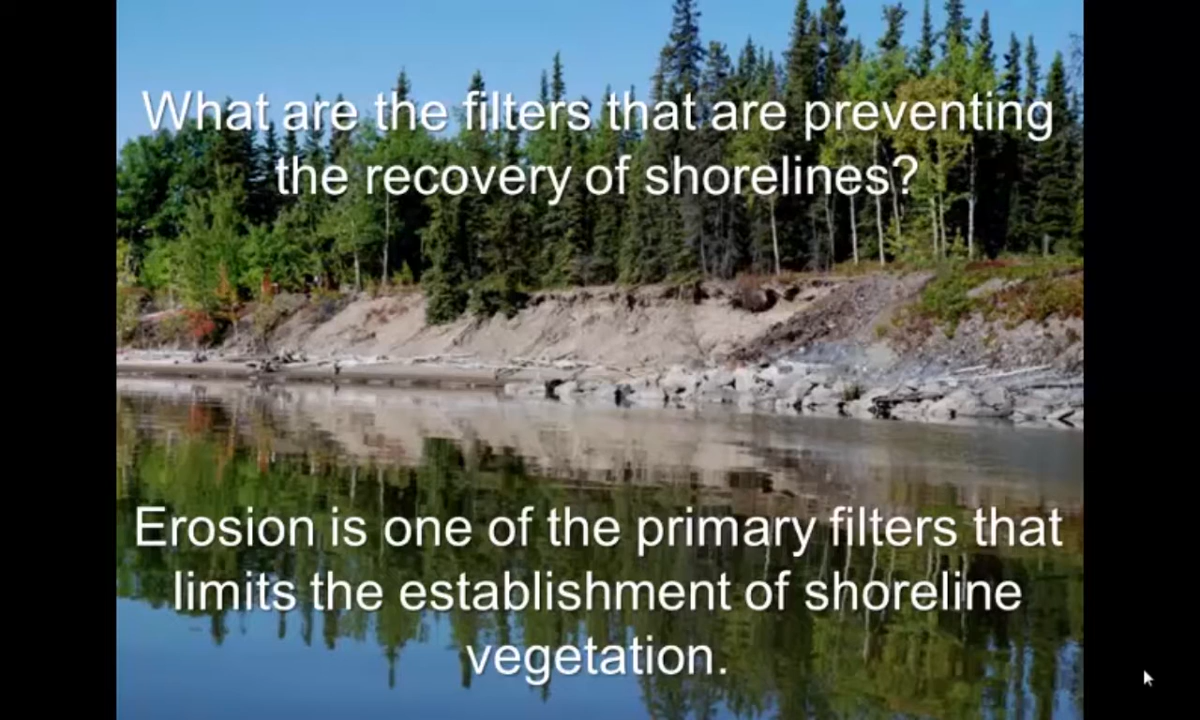 What are the filters that are preventing
the recovery of shorelines?
Erosion is one of the primary filters that
limits the establishment of shoreline
vegetation.